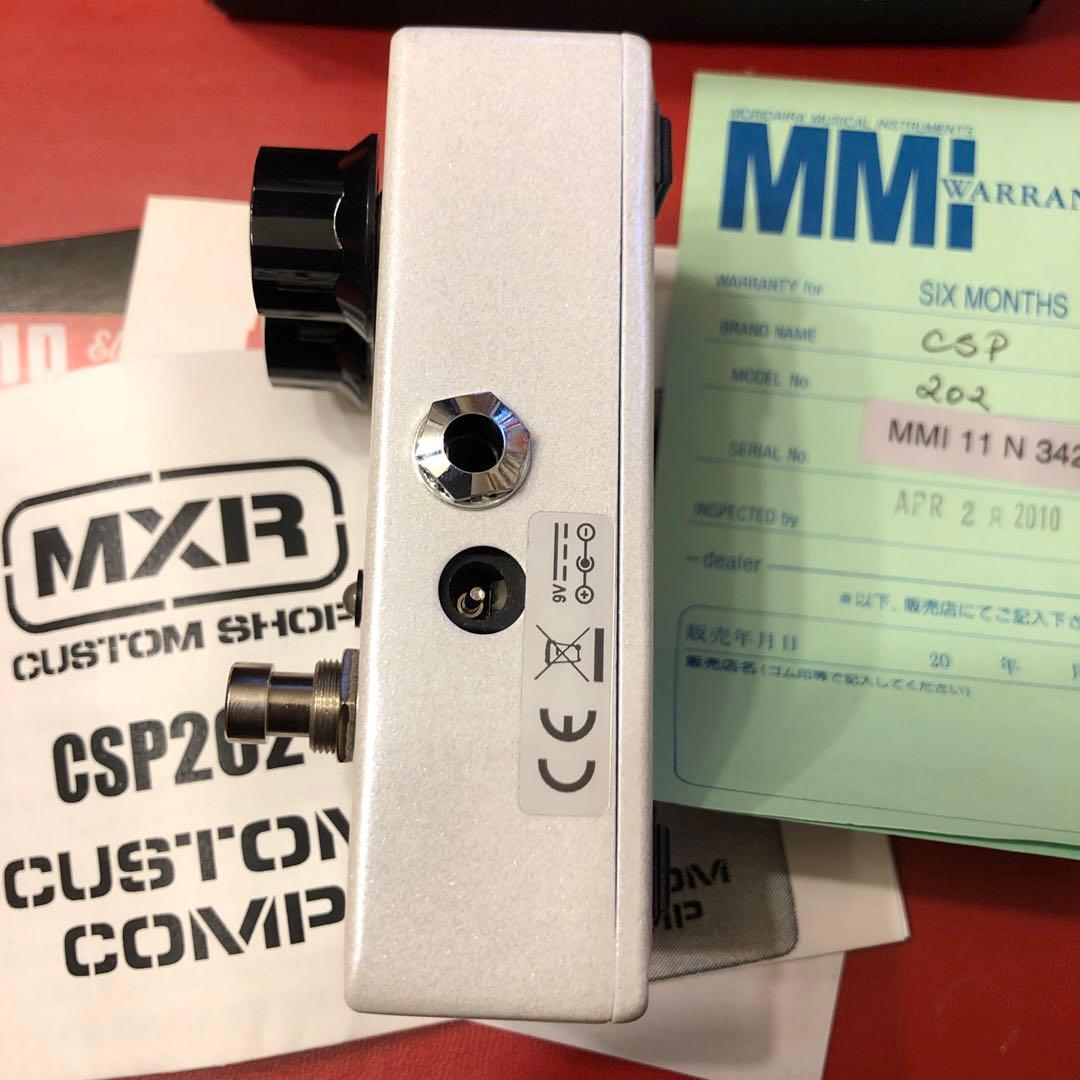 MXR
CUSTOM SHOP
CSP202
CUSTOM
COMP
9V
CE
MORIDAIRA MUSICAL INSTRUMENTS
MMi
WARRAN
WARRANTY for SIX MONTHS
BRAND NAME CSP
MODEL No. 202
SERIAL No. MMI 11 N 342
INSPECTED by APR 2 8 2010
-dealer-
※以下、販売店にてご記入下さ
販売年月日 20 年
販売店名(ゴム印等で記入してください)
OM
MP